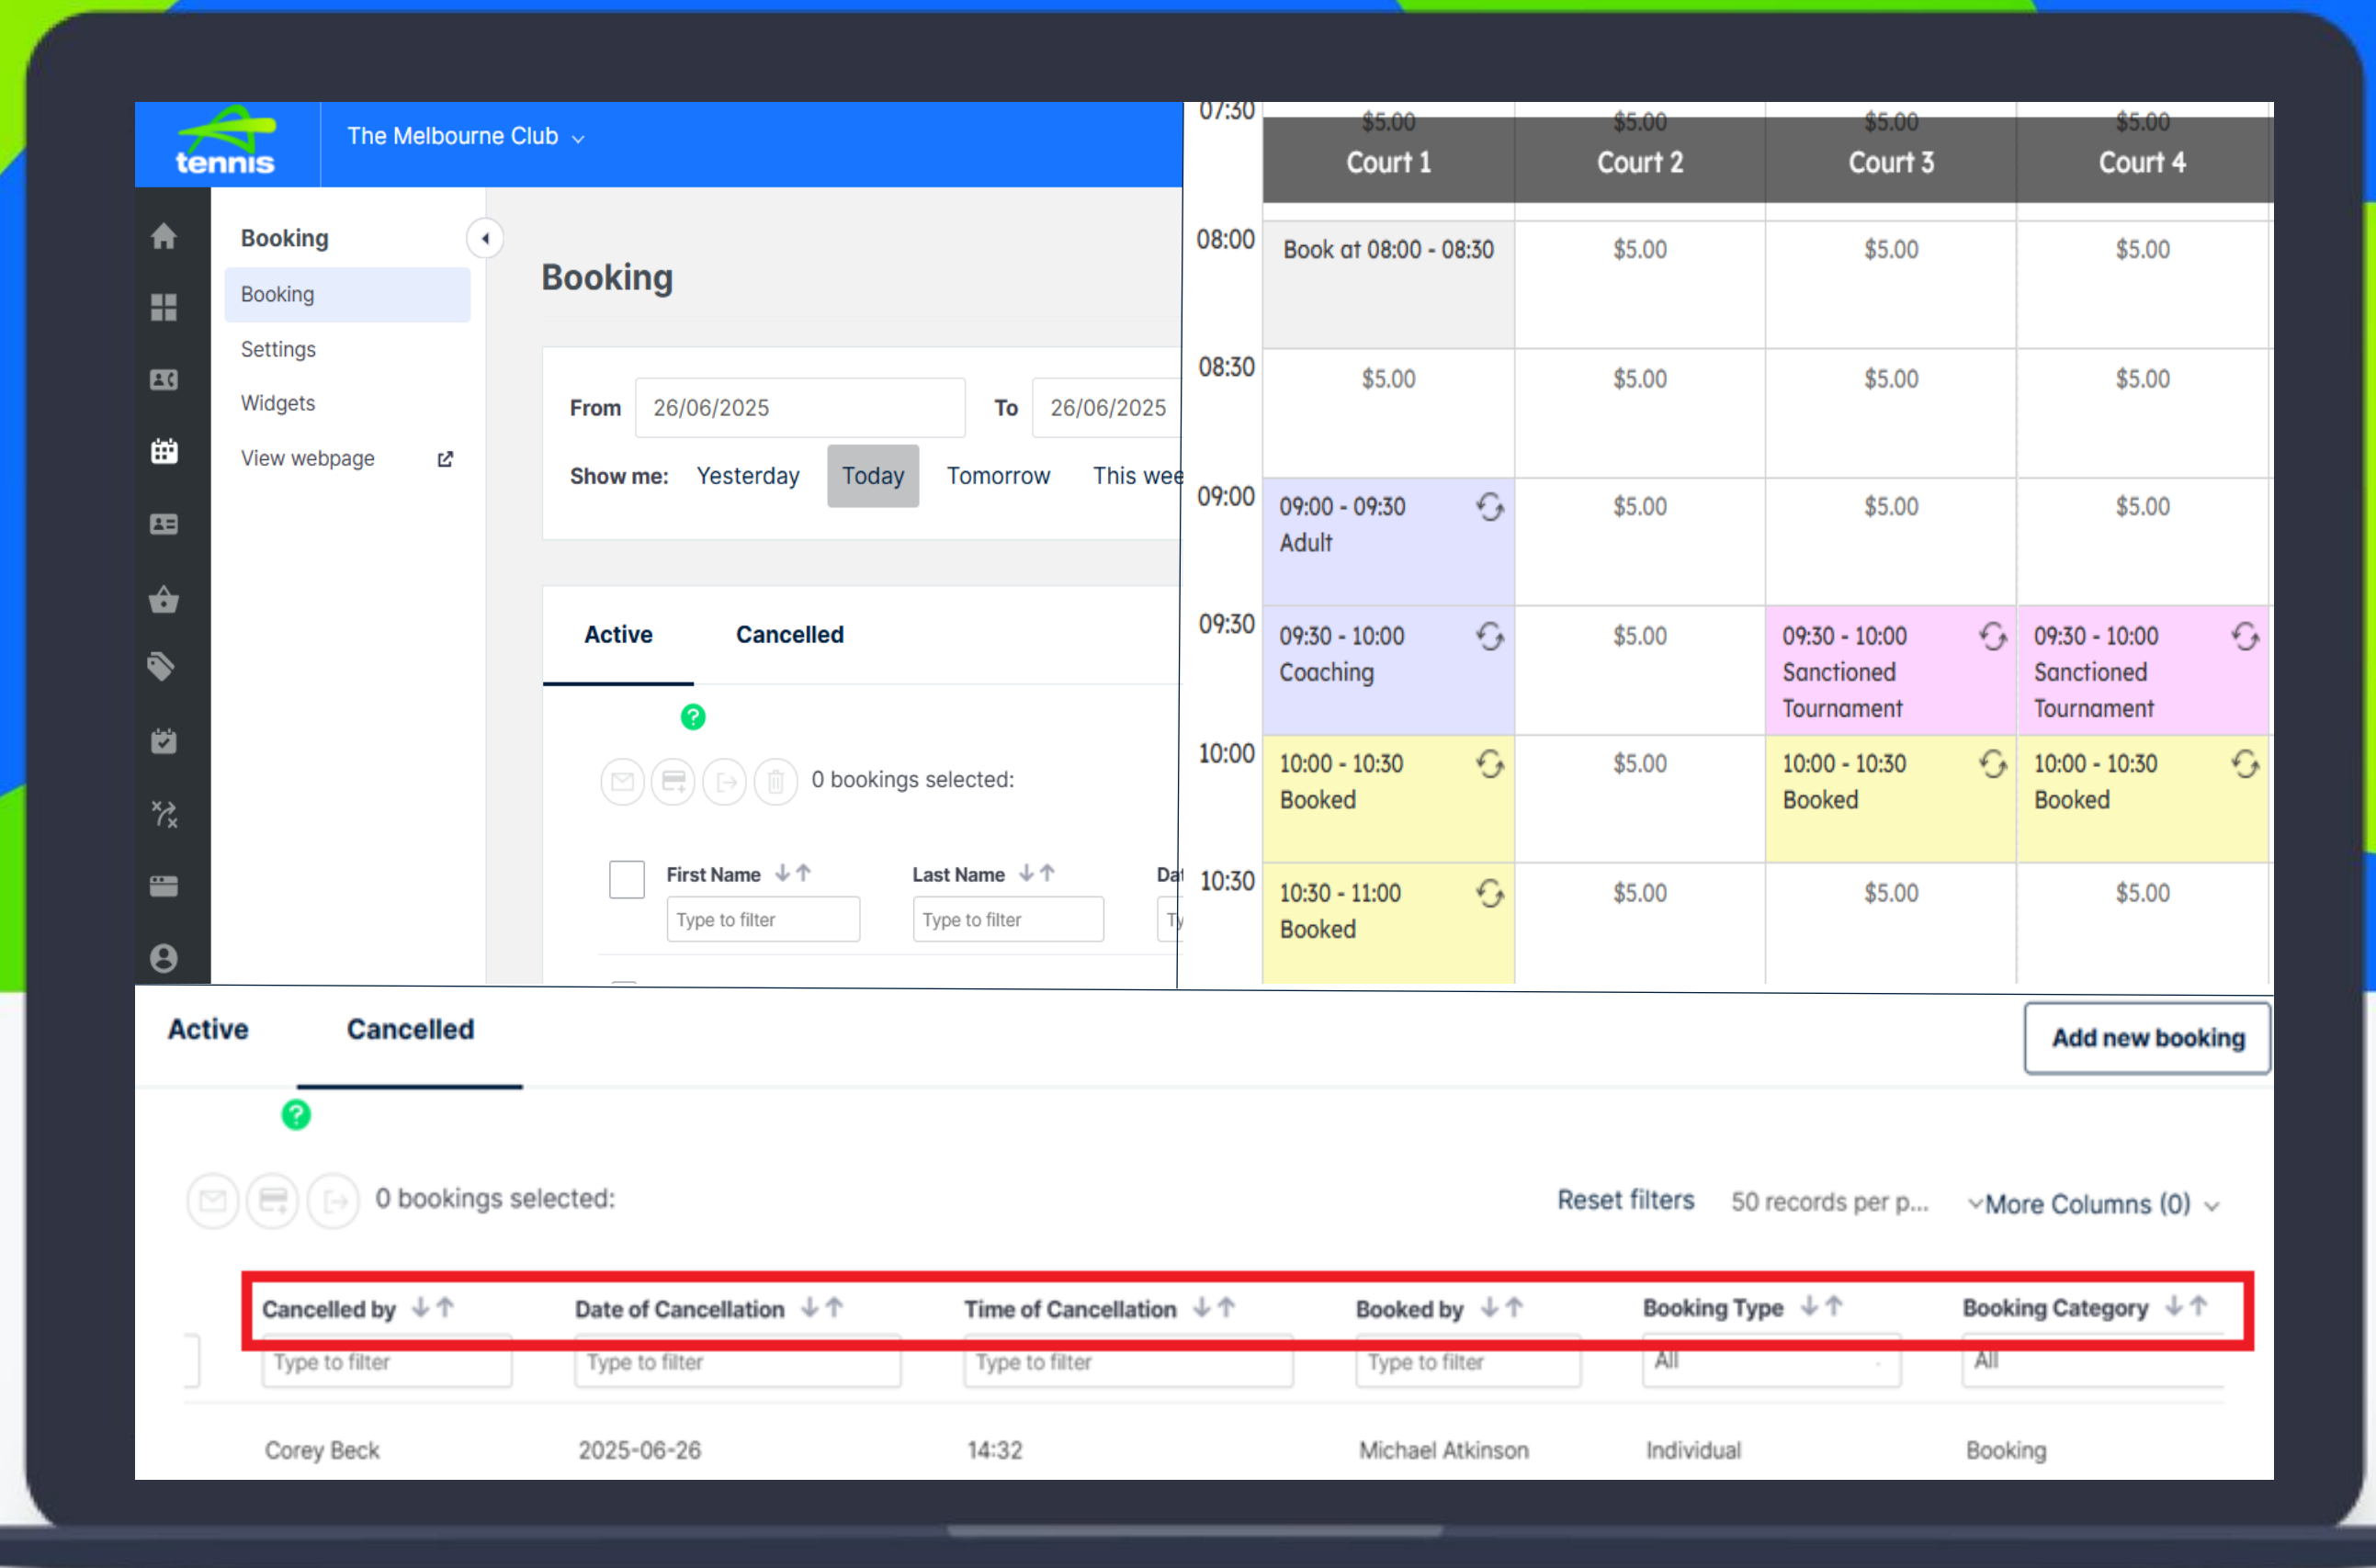 tennis
The Melbourne Club
Booking
Booking
Settings
Widgets
View webpage
Booking
From 26/06/2025 To 26/06/2025
Show me: Yesterday Today Tomorrow This wee
Active Cancelled
?
0 bookings selected:
First Name Last Name Dat
Type to filter Type to filter Ty
07:30 $5.00 $5.00 $5.00 $5.00
Court 1 Court 2 Court 3 Court 4
08:00 Book at 08:00 - 08:30 $5.00 $5.00 $5.00
08:30 $5.00 $5.00 $5.00 $5.00
09:00 09:00 - 09:30 $5.00 $5.00 $5.00
Adult
09:30 09:30 - 10:00 $5.00 09:30 - 10:00 09:30 - 10:00
Coaching Sanctioned Sanctioned
Tournament Tournament
10:00 10:00 - 10:30 $5.00 10:00 - 10:30 10:00 - 10:30
Booked Booked Booked
10:30 10:30 - 11:00 $5.00 $5.00 $5.00
Booked
Active Cancelled Add new booking
?
0 bookings selected: Reset filters 50 records per p... More Columns (0)
Cancelled by Date of Cancellation Time of Cancellation Booked by Booking Type Booking Category
Type to filter Type to filter Type to filter Type to filter All All
Corey Beck 2025-06-26 14:32 Michael Atkinson Individual Booking